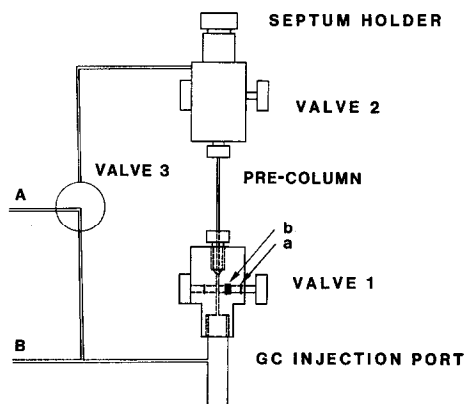 SEPTUM HOLDER
VALVE 2
VALVE 3
A
PRE-COLUMN
b
a
VALVE 1
B
GC INJECTION PORT